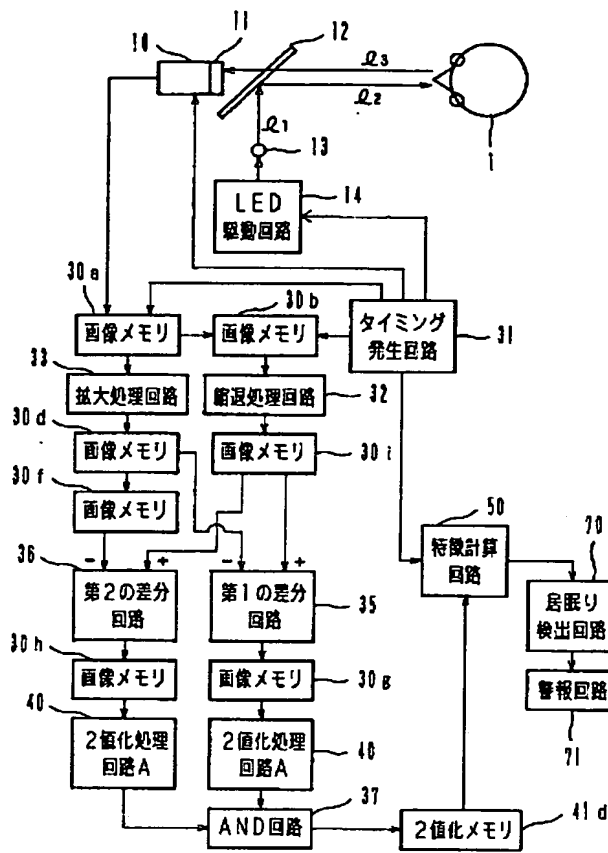 10
11
12
ℓ3
ℓ2
ℓ1
1
13
LED
駆動回路
14
30a
画像メモリ
30b
画像メモリ
タイミング
発生回路
31
33
拡大処理回路
縮退処理回路
32
30d
画像メモリ
画像メモリ
30i
30f
画像メモリ
50
特徴計算
回路
70
36
- +
第2の差分
回路
- +
第1の差分
回路
35
居眠り
検出回路
30h
画像メモリ
画像メモリ
30g
警報回路
71
40
2値化処理
回路A
2値化処理
回路A
40
37
AND回路
2値化メモリ
41d